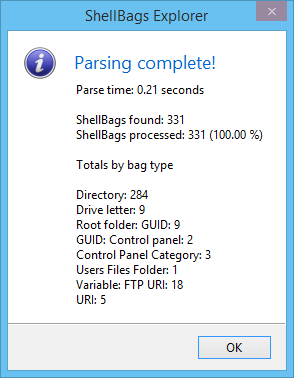 ShellBags Explorer
Parsing complete!
Parse time: 0.21 seconds
ShellBags found: 331
ShellBags processed: 331 (100.00 %)
Totals by bag type
Directory: 284
Drive letter: 9
Root folder: GUID: 9
GUID: Control panel: 2
Control Panel Category: 3
Users Files Folder: 1
Variable: FTP URI: 18
URI: 5
OK